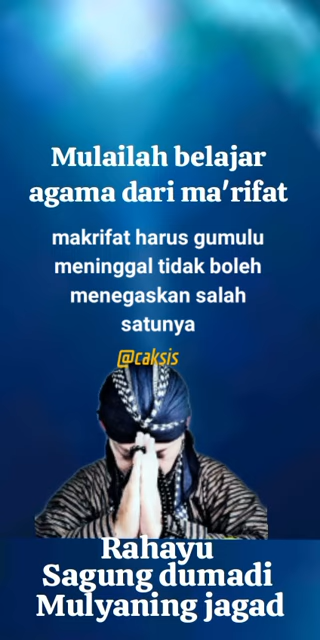 Mulailah belajar
agama dari ma'rifat
makrifat harus gumulu
meninggal tidak boleh
menegaskan salah
satunya
@caksis
Rahayu
Sagung dumadi
Mulyaning jagad